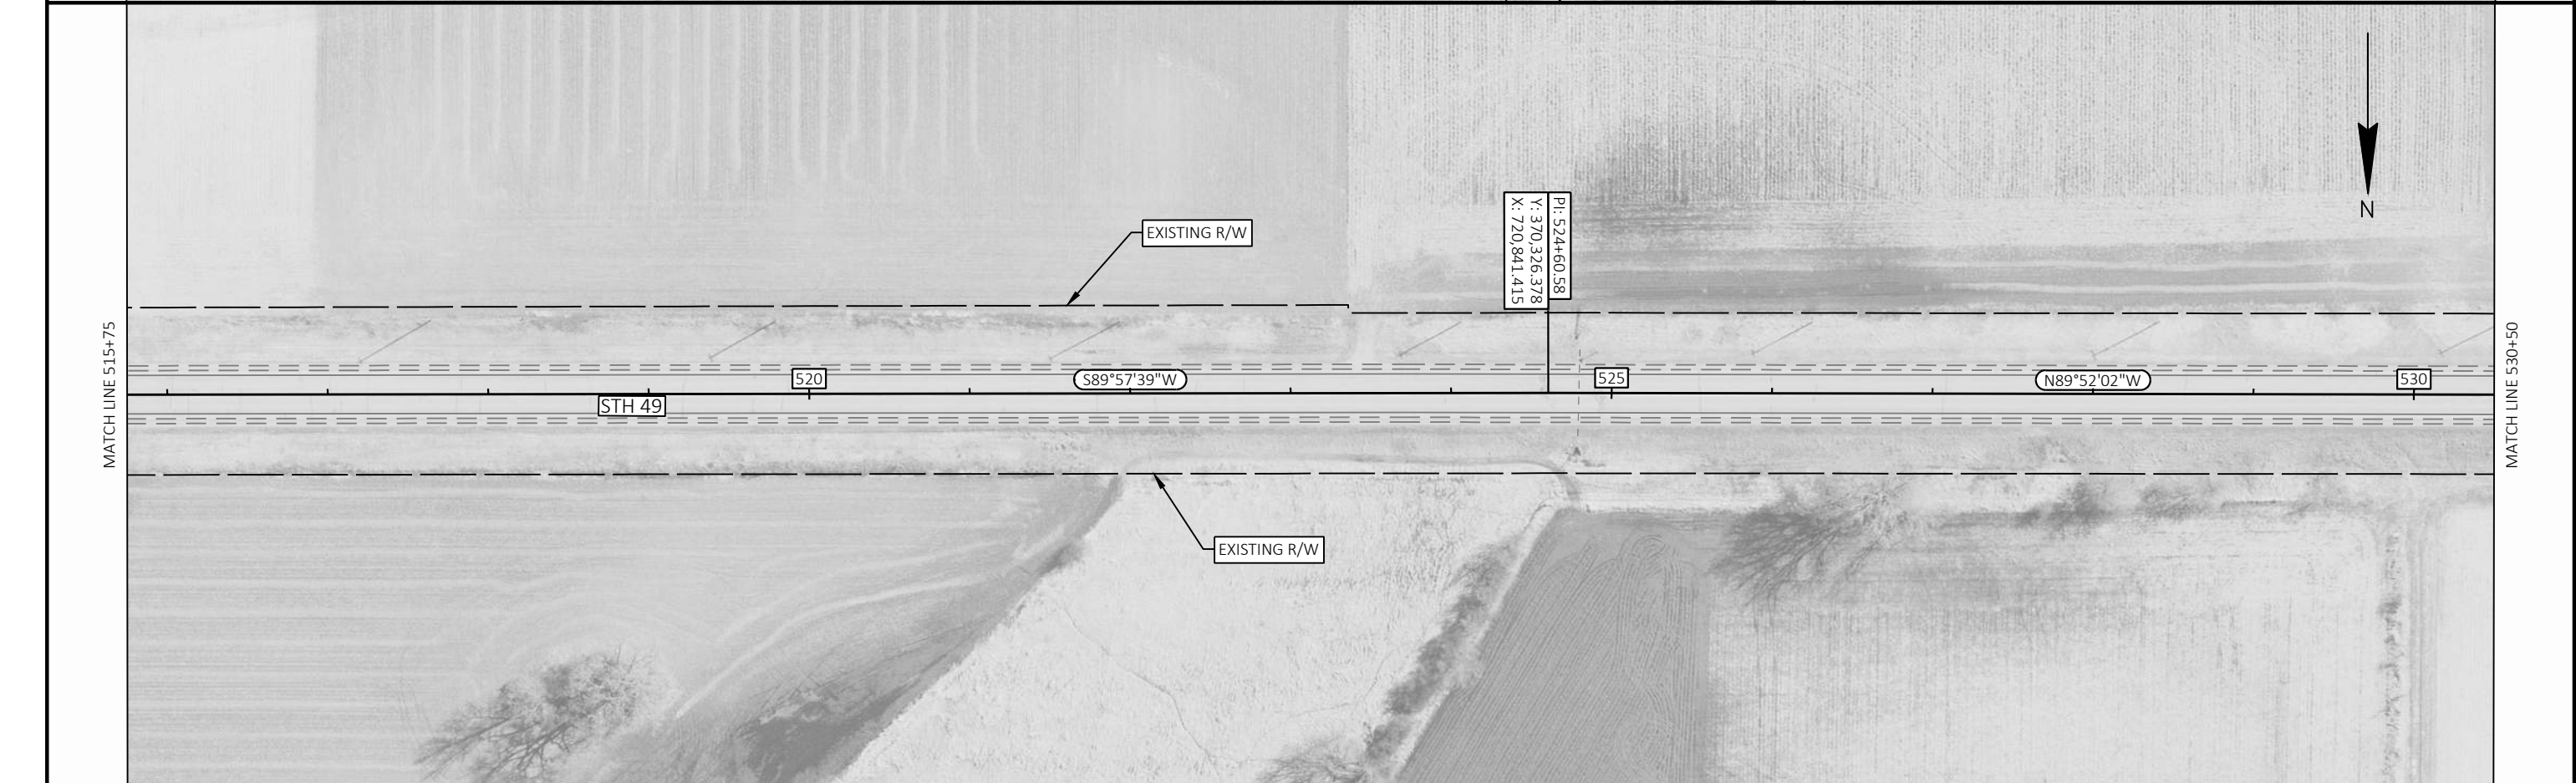 N
PI: 524+60.58
Y: 370,326.378
X: 720,841.415
EXISTING R/W
MATCH LINE 515+75
MATCH LINE 530+50
520
S89°57'39"W
525
N89°52'02"W
530
STH 49
EXISTING R/W